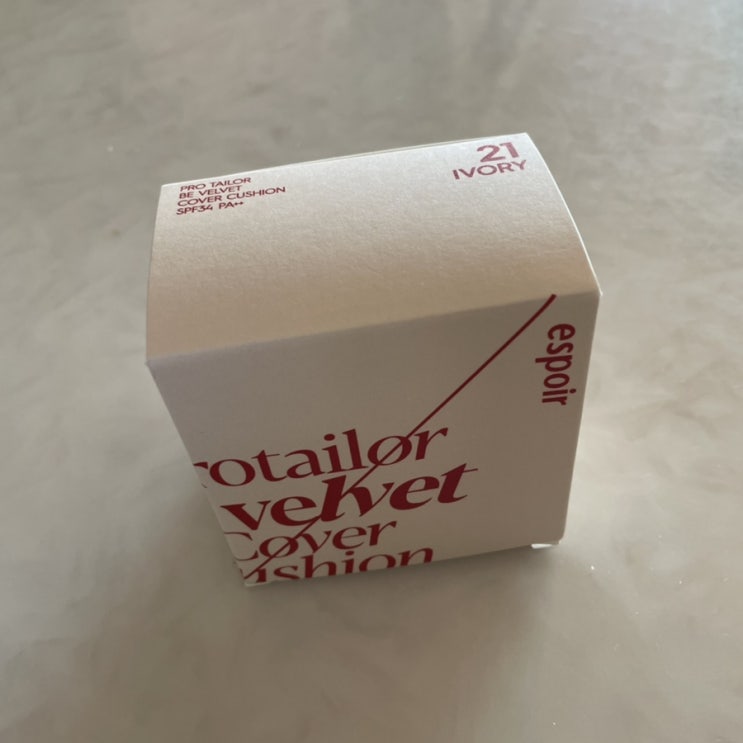 PRO TAILOR
BE VELVET
COVER CUSHION
SPF34 PA++
21
IVORY
espoir
rotailor
velvet
Cover
ushion